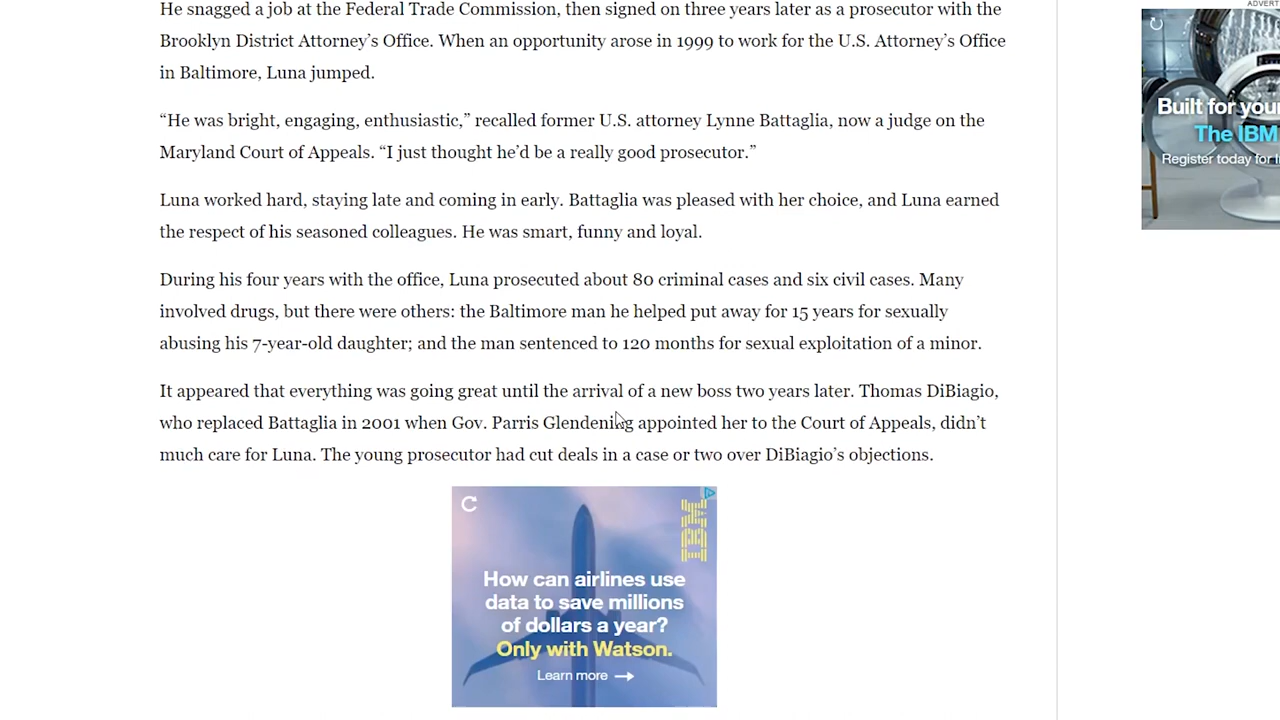 ADVERT
He snagged a job at the Federal Trade Commission, then signed on three years later as a prosecutor with the
Brooklyn District Attorney’s Office. When an opportunity arose in 1999 to work for the U.S. Attorney’s Office
in Baltimore, Luna jumped.
“He was bright, engaging, enthusiastic,” recalled former U.S. attorney Lynne Battaglia, now a judge on the
Maryland Court of Appeals. “I just thought he’d be a really good prosecutor.”
Luna worked hard, staying late and coming in early. Battaglia was pleased with her choice, and Luna earned
the respect of his seasoned colleagues. He was smart, funny and loyal.
During his four years with the office, Luna prosecuted about 80 criminal cases and six civil cases. Many
involved drugs, but there were others: the Baltimore man he helped put away for 15 years for sexually
abusing his 7-year-old daughter; and the man sentenced to 120 months for sexual exploitation of a minor.
It appeared that everything was going great until the arrival of a new boss two years later. Thomas DiBiagio,
who replaced Battaglia in 2001 when Gov. Parris Glendening appointed her to the Court of Appeals, didn’t
much care for Luna. The young prosecutor had cut deals in a case or two over DiBiagio’s objections.
IBM
How can airlines use
data to save millions
of dollars a year?
Only with Watson.
Learn more
Built for your
The IBM
Register today for